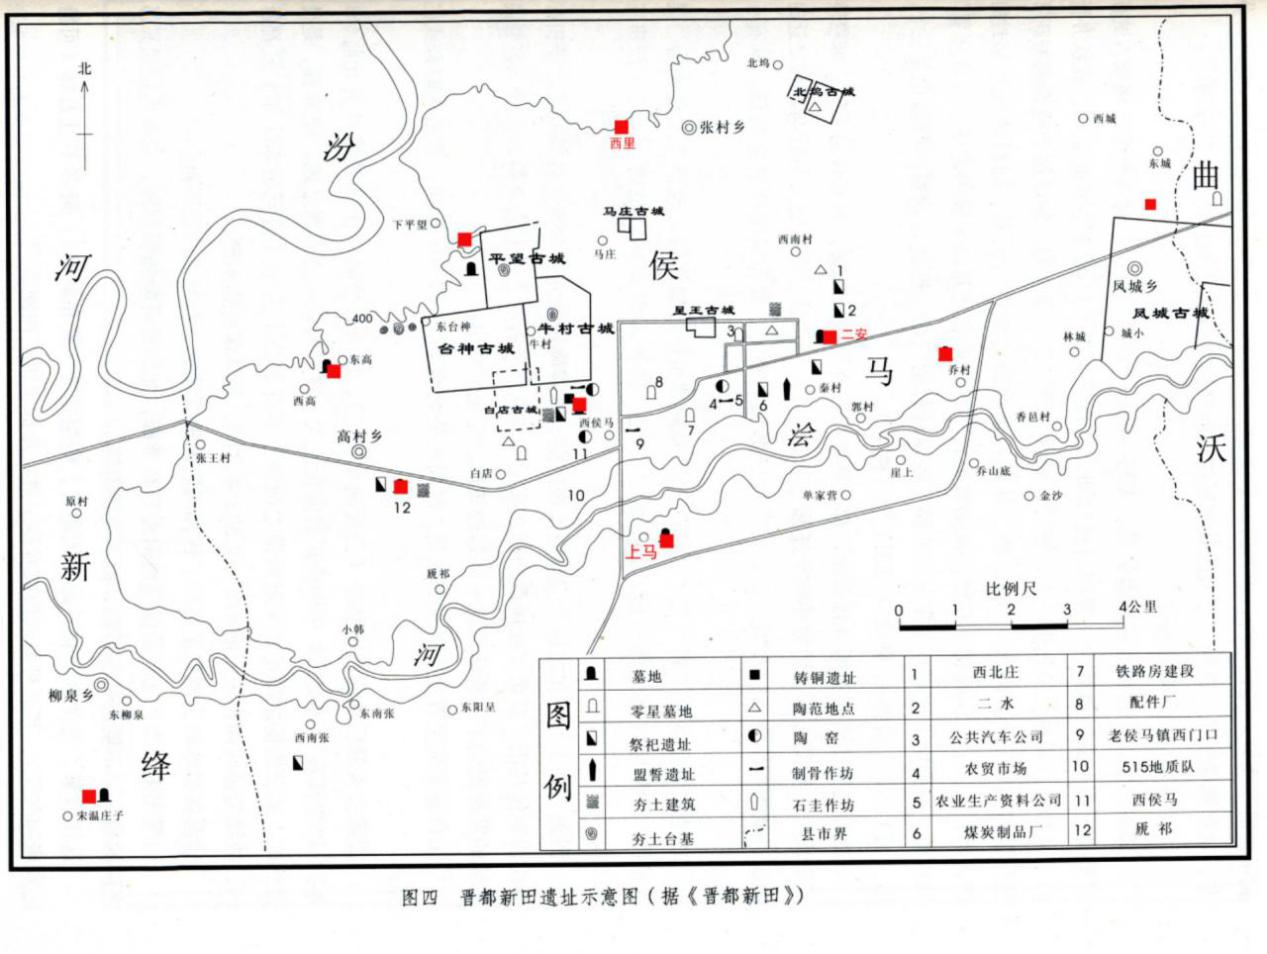 北
汾
河
北坞
北坞古城
张村乡
西里
西城
东城
曲
下平望
马庄古城
马庄
平望古城
侯
西南村
1
2
凤城乡
凤城古城
400
东台神
台神古城
牛村古城
牛村
呈王古城
3
二安
林城
城小
东高
西高
马
乔村
8
4
5
6
秦村
郭村
白店古城
西侯马
7
9
11
浍
香邑村
沃
高村乡
张王村
白店
10
崖上
乔山底
单家营
金沙
原村
12
上马
新
虒祁
比例尺
0 1 2 3 4公里
小韩
河
柳泉乡
东柳泉
东南张
东阳呈
西南张
绛
宋温庄子
图例
墓地 铸铜遗址 1 西北庄 7 铁路房建段
零星墓地 陶范地点 2 二水 8 配件厂
祭祀遗址 陶窑 3 公共汽车公司 9 老侯马镇西门口
盟誓遗址 制骨作坊 4 农贸市场 10 515地质队
夯土建筑 石圭作坊 5 农业生产资料公司 11 西侯马
夯土台基 县市界 6 煤炭制品厂 12 虒祁
图四 晋都新田遗址示意图(据《晋都新田》)